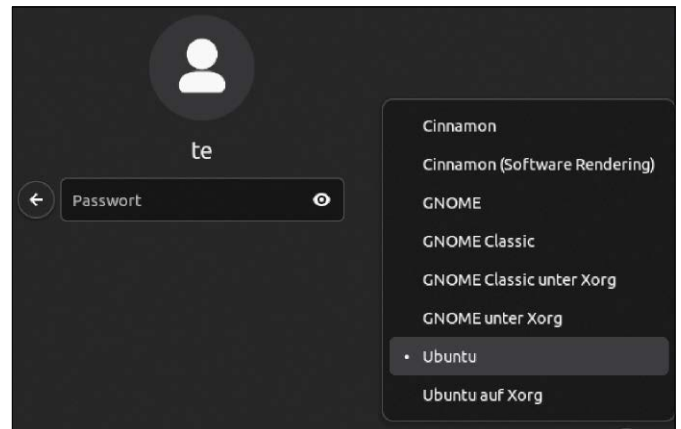 te
Passwort
Cinnamon
Cinnamon (Software Rendering)
GNOME
GNOME Classic
GNOME Classic unter Xorg
GNOME unter Xorg
• Ubuntu
Ubuntu auf Xorg